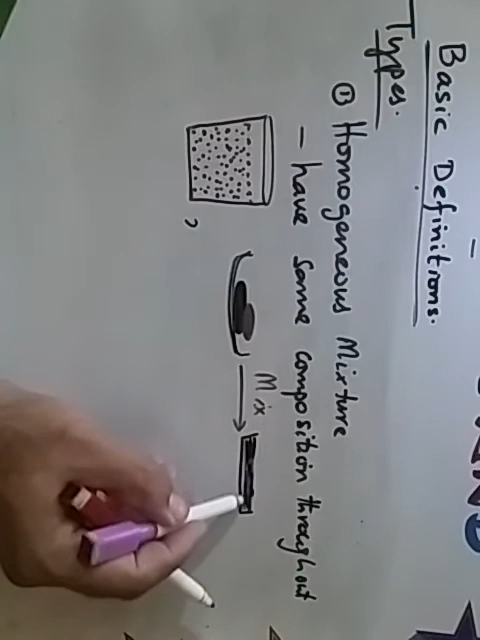 Basic Definitions.
Types.
① Homogeneous Mixture
- have same composition throughout
Mix